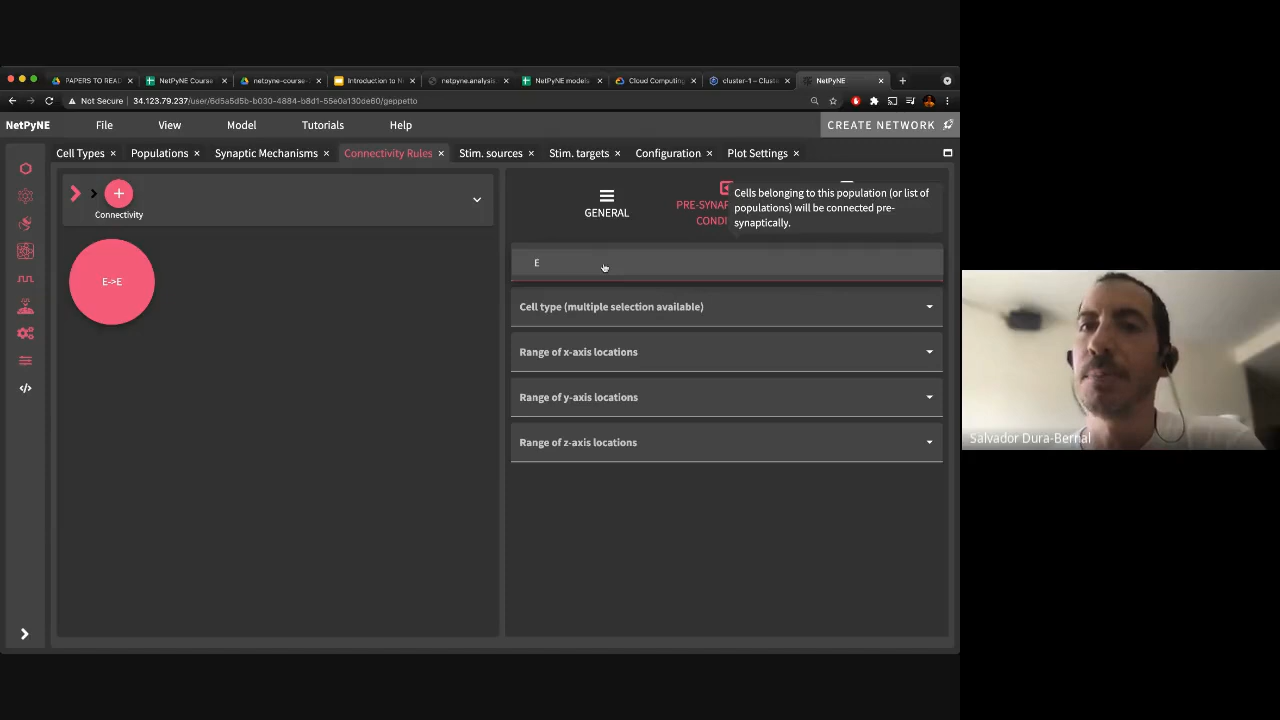 PAPERS TO READ
NetPyNE Course
netpyne-course
Introduction to N
netpyne.analysis
NetPyNE models
Cloud Computing
cluster-1 – Cluste
NetPyNE
Not Secure
34.123.79.237/user/6d5a5d5b-b030-4884-b8d1-55e0a130ae60/geppetto
NetPyNE
File
View
Model
Tutorials
Help
CREATE NETWORK
Cell Types
Populations
Synaptic Mechanisms
Connectivity Rules
Stim. sources
Stim. targets
Configuration
Plot Settings
Connectivity
E->E
GENERAL
PRE-SYNAP
CONDI
Cells belonging to this population (or list of
populations) will be connected pre-
synaptically.
E
Cell type (multiple selection available)
Range of x-axis locations
Range of y-axis locations
Range of z-axis locations
Salvador Dura-Bernal